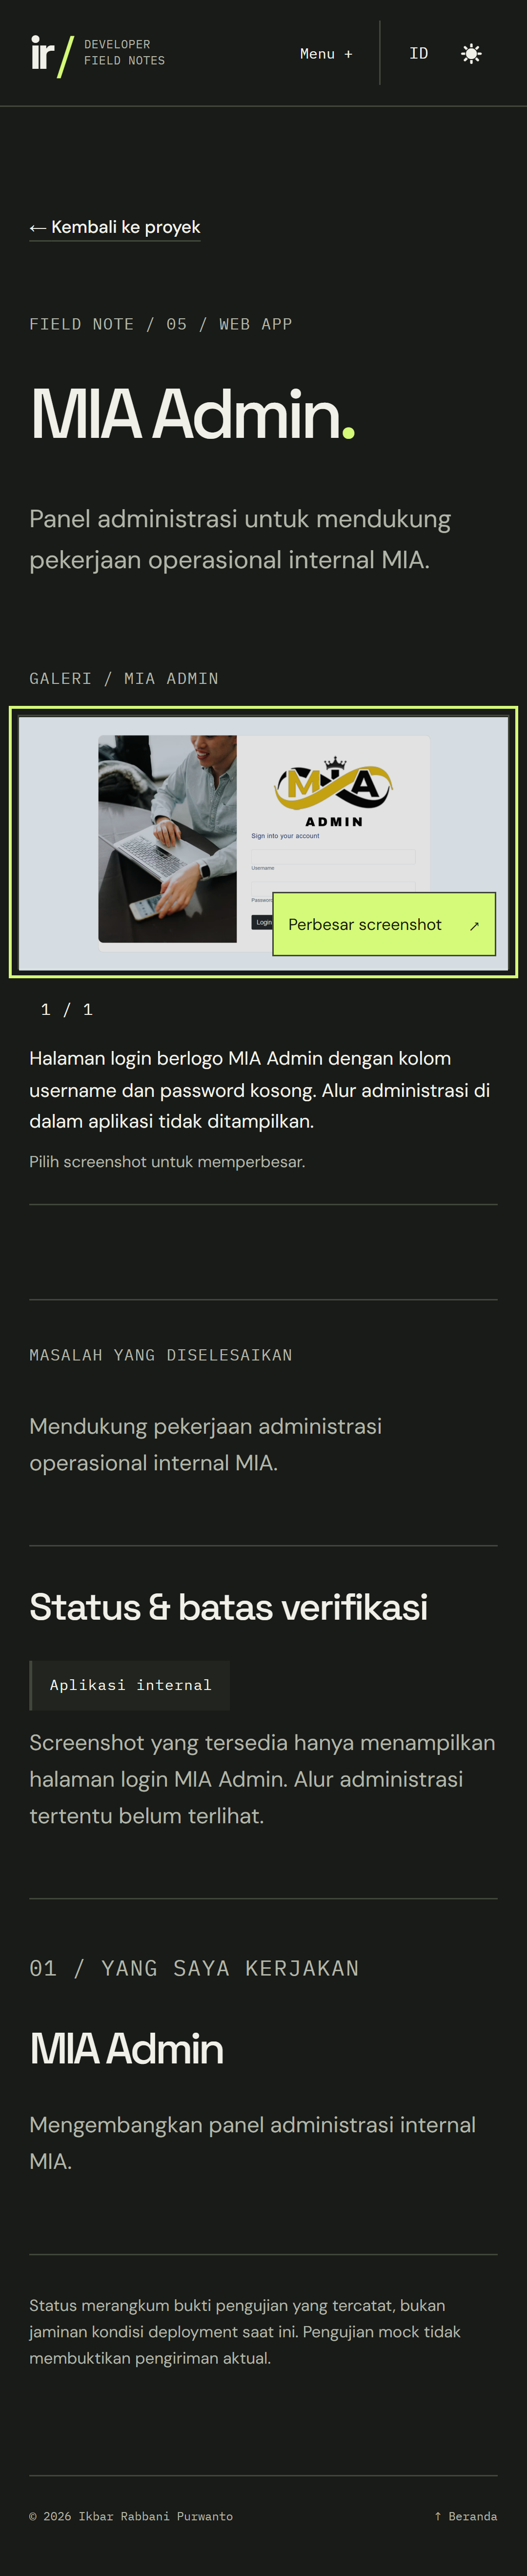 ir/ DEVELOPER
FIELD NOTES
Menu +
ID
← Kembali ke proyek
FIELD NOTE / 05 / WEB APP
MIA Admin.
Panel administrasi untuk mendukung
pekerjaan operasional internal MIA.
GALERI / MIA ADMIN
MIA
ADMIN
Sign into your account
Username
Login
Perbesar screenshot ↗
1 / 1
Halaman login berlogo MIA Admin dengan kolom
username dan password kosong. Alur administrasi di
dalam aplikasi tidak ditampilkan.
Pilih screenshot untuk memperbesar.
MASALAH YANG DISELESAIKAN
Mendukung pekerjaan administrasi
operasional internal MIA.
Status & batas verifikasi
Aplikasi internal
Screenshot yang tersedia hanya menampilkan
halaman login MIA Admin. Alur administrasi
tertentu belum terlihat.
01 / YANG SAYA KERJAKAN
MIA Admin
Mengembangkan panel administrasi internal
MIA.
Status merangkum bukti pengujian yang tercatat, bukan
jaminan kondisi deployment saat ini. Pengujian mock tidak
membuktikan pengiriman aktual.
© 2026 Ikbar Rabbani Purwanto
↑ Beranda